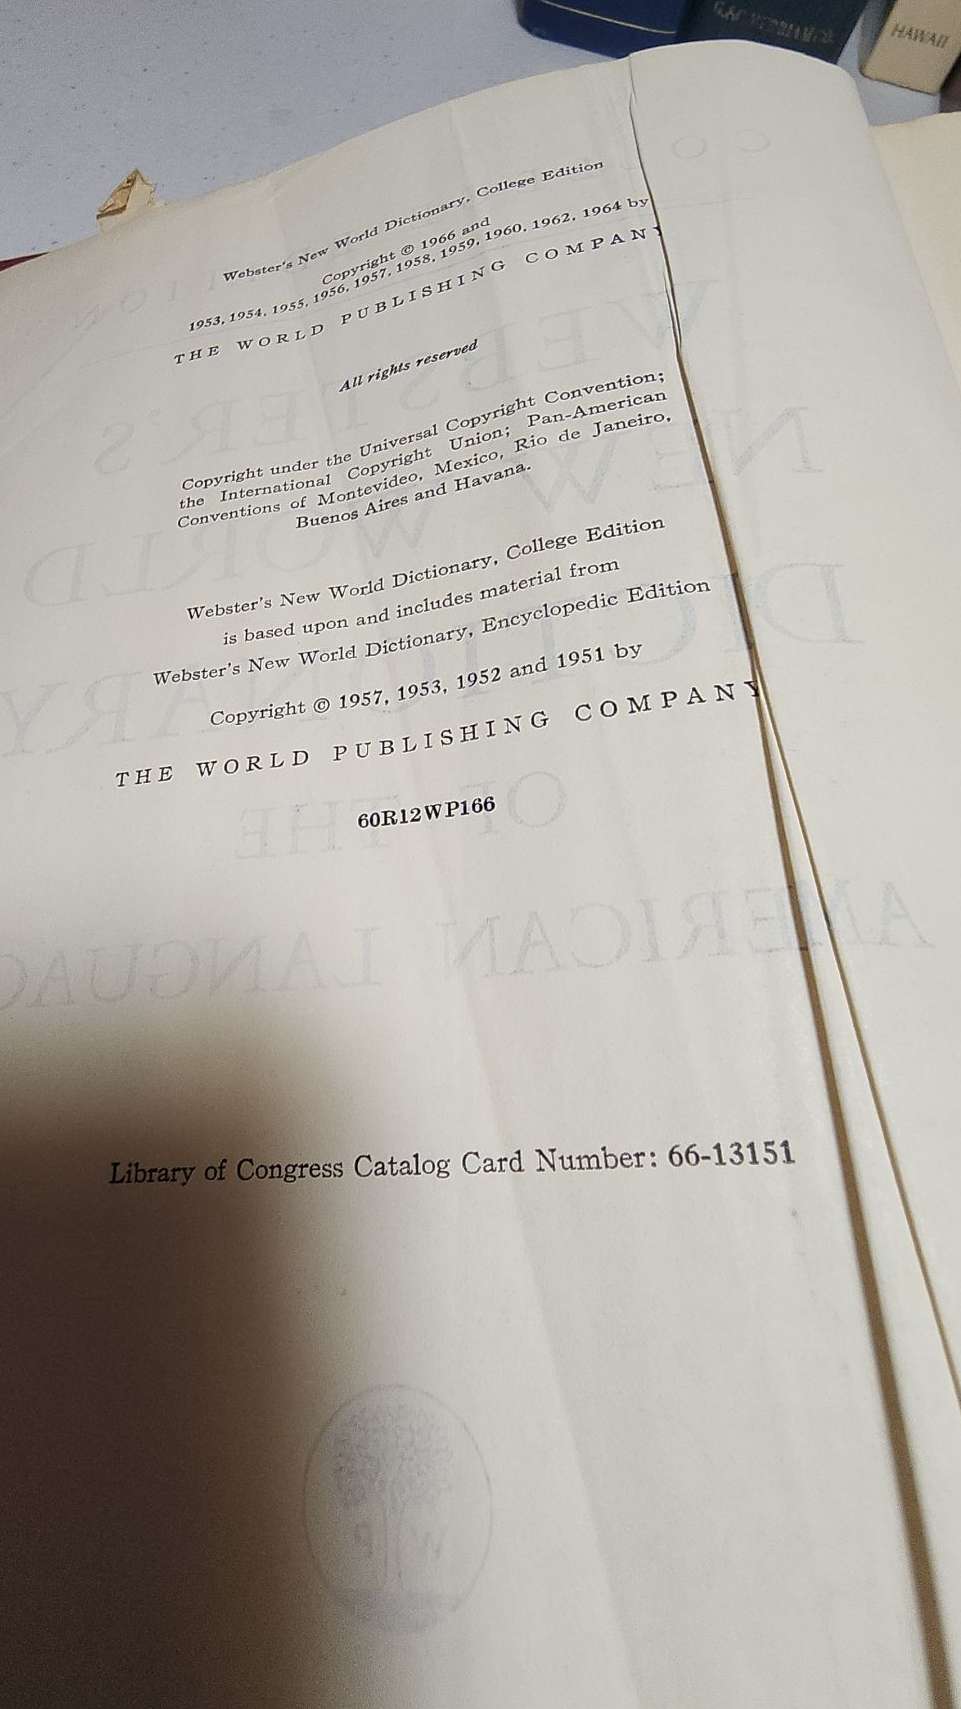 HAWAII
Webster's New World Dictionary, College Edition
Copyright © 1966 and
1953, 1954, 1955, 1956, 1957, 1958, 1959, 1960, 1962, 1964 by
THE WORLD PUBLISHING COMPANY
All rights reserved
Copyright under the Universal Copyright Convention;
the International Copyright Union; Pan-American
Conventions of Montevideo, Mexico, Rio de Janeiro,
Buenos Aires and Havana.
Webster's New World Dictionary, College Edition
is based upon and includes material from
Webster's New World Dictionary, Encyclopedic Edition
Copyright © 1957, 1953, 1952 and 1951 by
THE WORLD PUBLISHING COMPANY
60R12WP166
Library of Congress Catalog Card Number: 66-13151